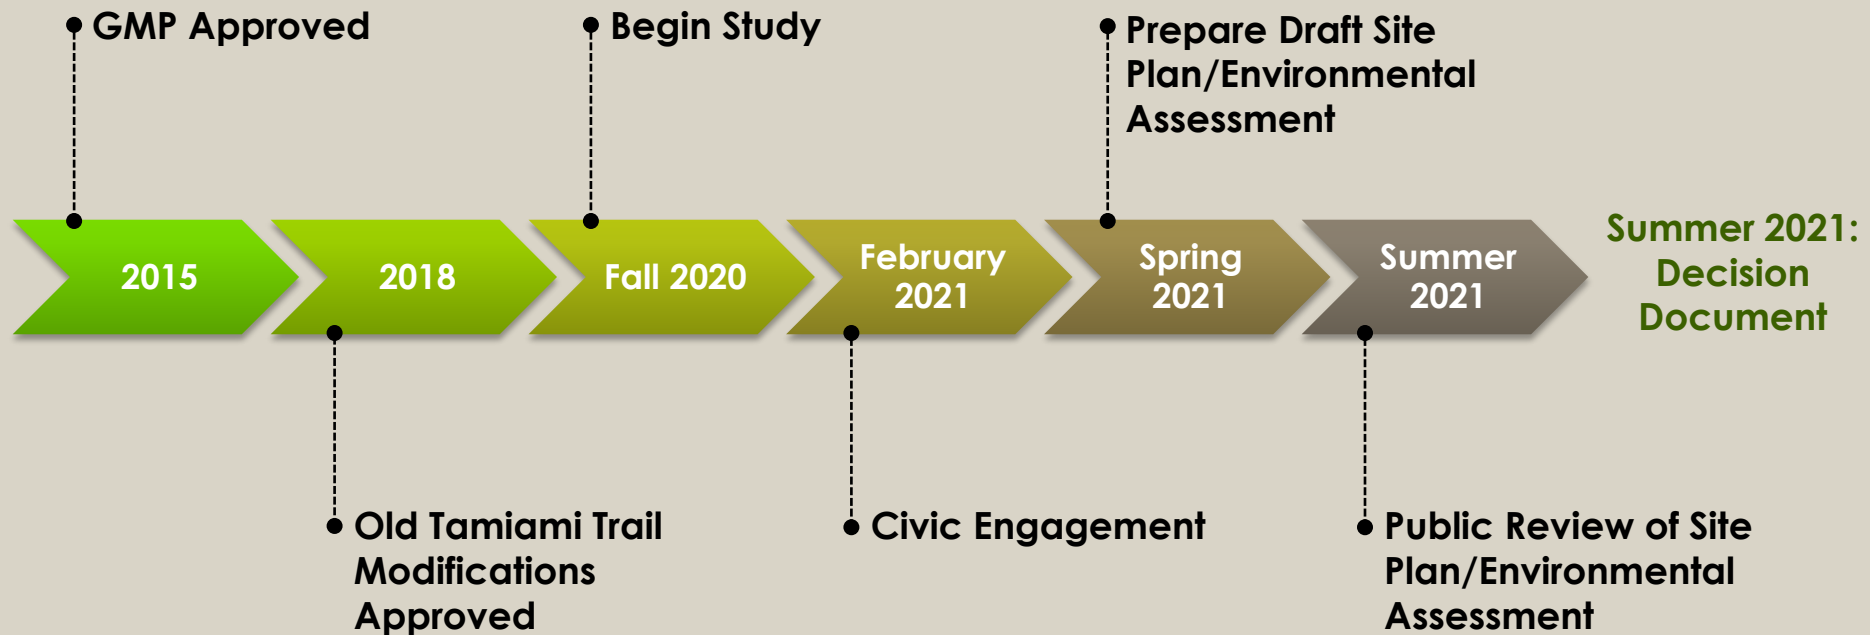 GMP Approved
Begin Study
Prepare Draft Site
Plan/Environmental
Assessment
2015
2018
Fall 2020
February
2021
Spring
2021
Summer
2021
Summer 2021:
Decision
Document
Old Tamiami Trail
Modifications
Approved
Civic Engagement
Public Review of Site
Plan/Environmental
Assessment